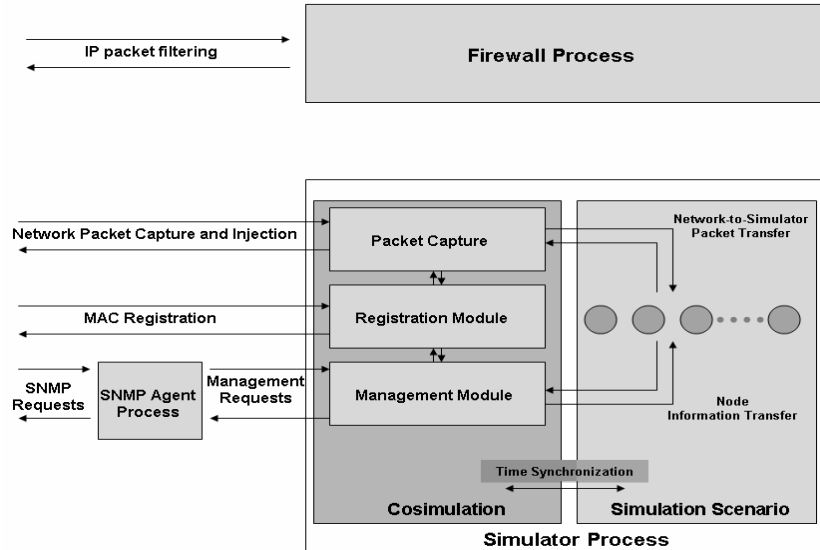 IP packet filtering
Firewall Process
Network Packet Capture and Injection
Packet Capture
Network-to-Simulator
Packet Transfer
MAC Registration
Registration Module
SNMP
Requests
SNMP Agent
Process
Management
Requests
Management Module
Node
Information Transfer
Time Synchronization
Cosimulation
Simulation Scenario
Simulator Process